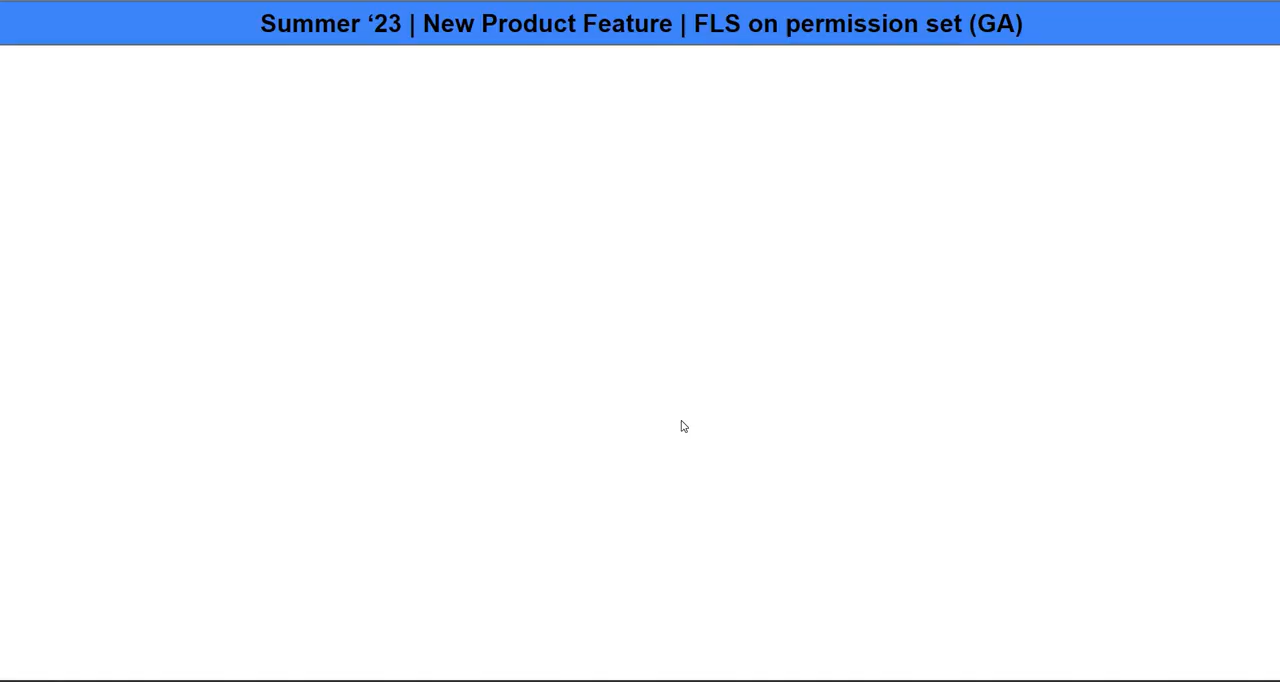 Summer ‘23 | New Product Feature | FLS on permission set (GA)